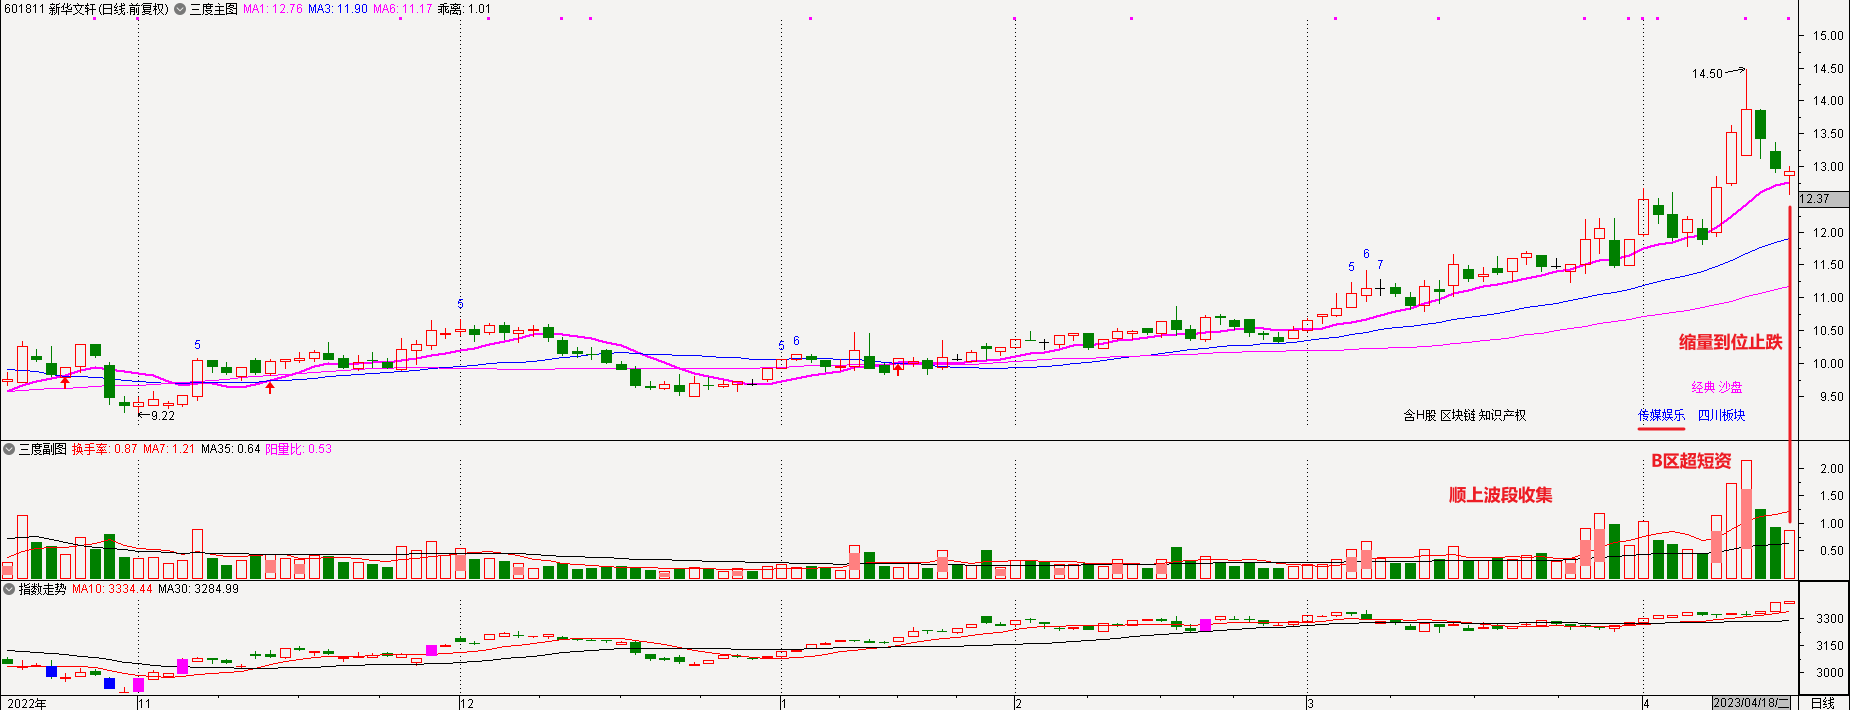 601811 新华文轩(日线.前复权) 三度主图 MA1: 12.76 MA3: 11.90 MA6: 11.17 乖离: 1.01
15.00
14.50
14.50
14.00
13.50
13.00
12.37
12.00
11.50
11.00
10.50
10.00
9.50
5
5
5 6
5 6 7
9.22
缩量到位止跌
经典 沙盘
含H股 区块链 知识产权 传媒娱乐 四川板块
三度副图 换手率: 0.87 MA7: 1.21 MA35: 0.64 阳量比: 0.53
B区超短资
顺上波段收集
2.00
1.50
1.00
0.50
指数走势 MA10: 3334.44 MA30: 3284.99
3300
3150
3000
2022年 11 12 1 2 3 4 2023/04/18/二 日线